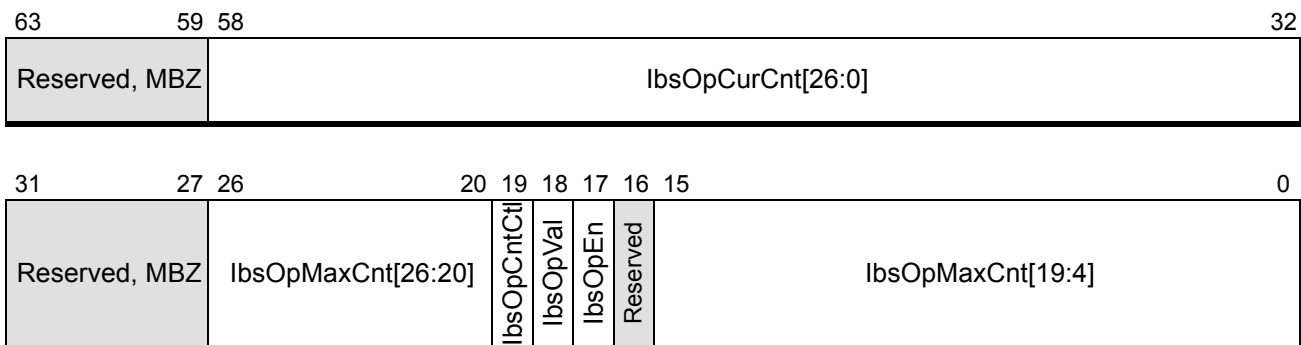 63 59 58 32
Reserved, MBZ IbsOpCurCnt[26:0]
31 27 26 20 19 18 17 16 15 0
Reserved, MBZ IbsOpMaxCnt[26:20] IbsOpCntCtl IbsOpVal IbsOpEn Reserved IbsOpMaxCnt[19:4]